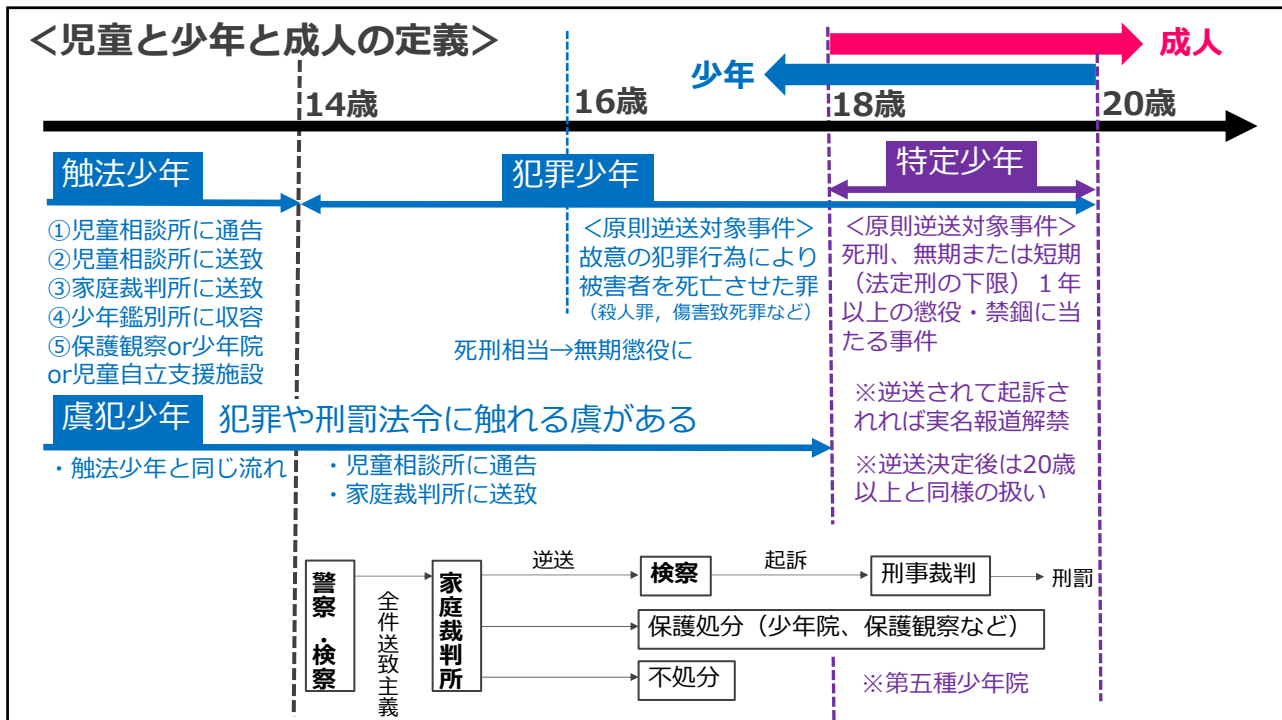 ＜児童と少年と成人の定義＞
成人
少年
14歳
16歳
18歳
20歳
触法少年
犯罪少年
特定少年
①児童相談所に通告
②児童相談所に送致
③家庭裁判所に送致
④少年鑑別所に収容
⑤保護観察or少年院
or児童自立支援施設
＜原則逆送対象事件＞
故意の犯罪行為により
被害者を死亡させた罪
（殺人罪，傷害致死罪など）
死刑相当→無期懲役に
＜原則逆送対象事件＞
死刑、無期または短期
（法定刑の下限）１年
以上の懲役・禁錮に当
たる事件
※逆送されて起訴さ
れれば実名報道解禁
※逆送決定後は20歳
以上と同様の扱い
虞犯少年
犯罪や刑罰法令に触れる虞がある
・触法少年と同じ流れ
・児童相談所に通告
・家庭裁判所に送致
警察・検察
全件送致主義
家庭裁判所
逆送
検察
起訴
刑事裁判
刑罰
保護処分（少年院、保護観察など）
不処分
※第五種少年院